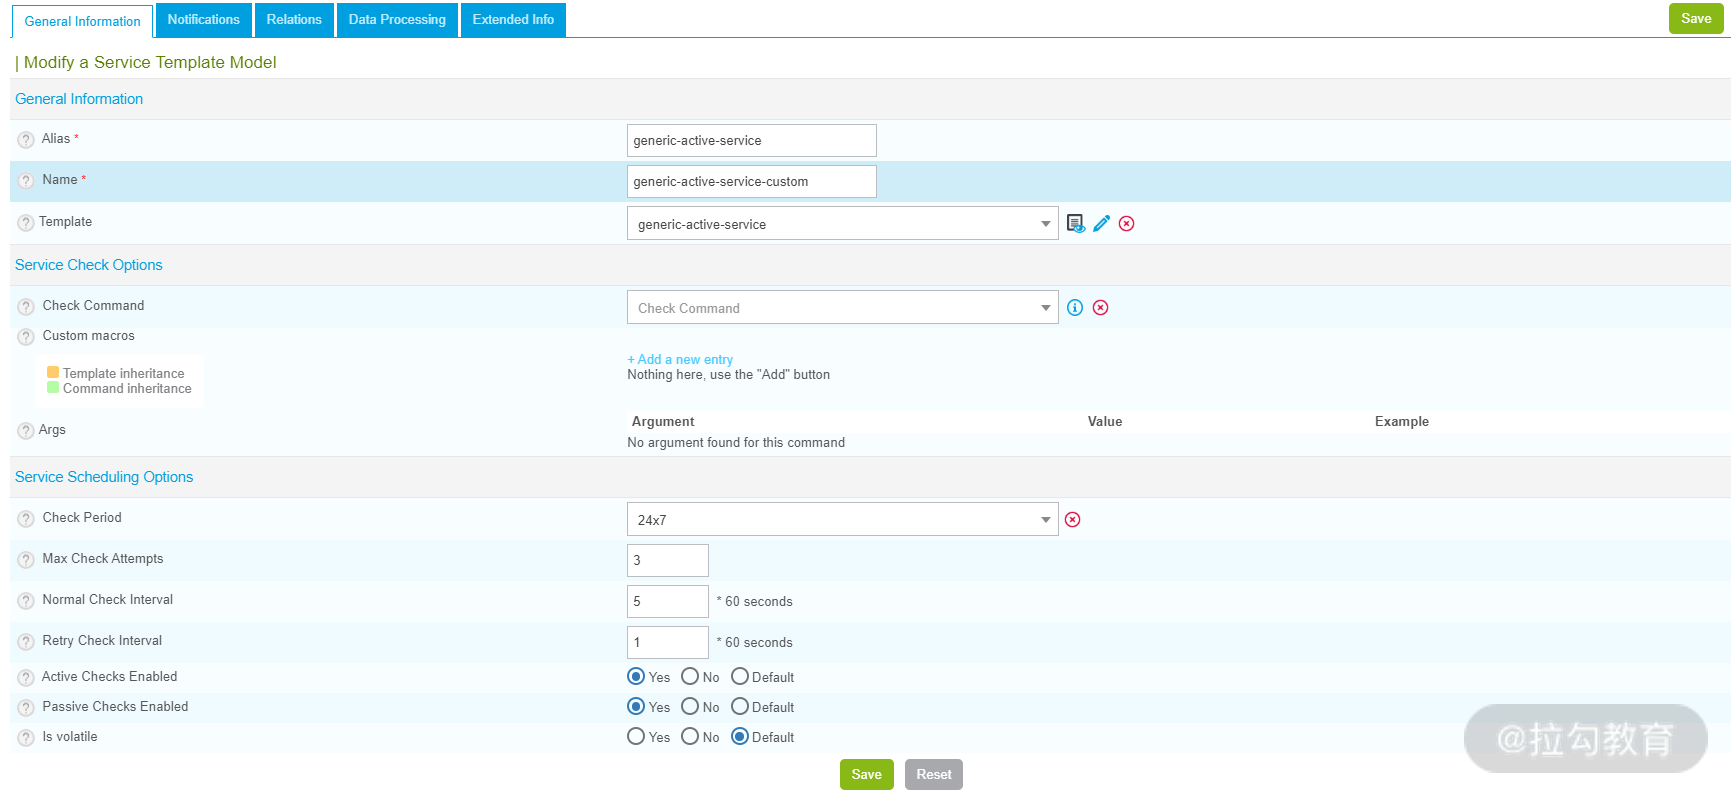 General Information Notifications Relations Data Processing Extended Info Save
| Modify a Service Template Model
General Information
? Alias * generic-active-service
? Name * generic-active-service-custom
? Template generic-active-service
Service Check Options
? Check Command Check Command
? Custom macros
+ Add a new entry
Template inheritance Nothing here, use the "Add" button
Command inheritance
Argument Value Example
? Args
No argument found for this command
Service Scheduling Options
? Check Period 24x7
? Max Check Attempts 3
? Normal Check Interval 5 * 60 seconds
? Retry Check Interval 1 * 60 seconds
? Active Checks Enabled Yes No Default
? Passive Checks Enabled Yes No Default
? Is volatile Yes No Default
@拉勾教育
Save Reset